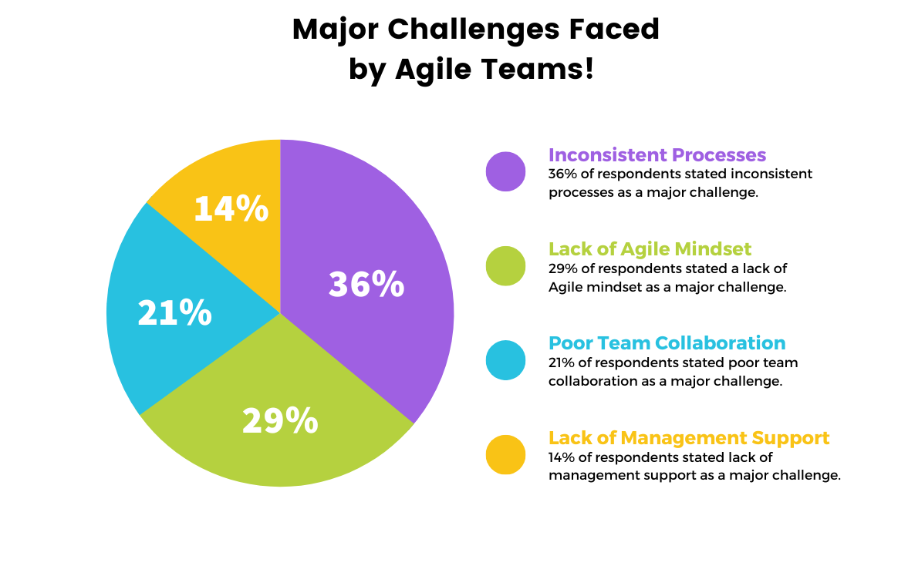 Major Challenges Faced
by Agile Teams!
14%
36%
21%
29%
Inconsistent Processes
36% of respondents stated inconsistent
processes as a major challenge.
Lack of Agile Mindset
29% of respondents stated a lack of
Agile mindset as a major challenge.
Poor Team Collaboration
21% of respondents stated poor team
collaboration as a major challenge.
Lack of Management Support
14% of respondents stated lack of
management support as a major challenge.